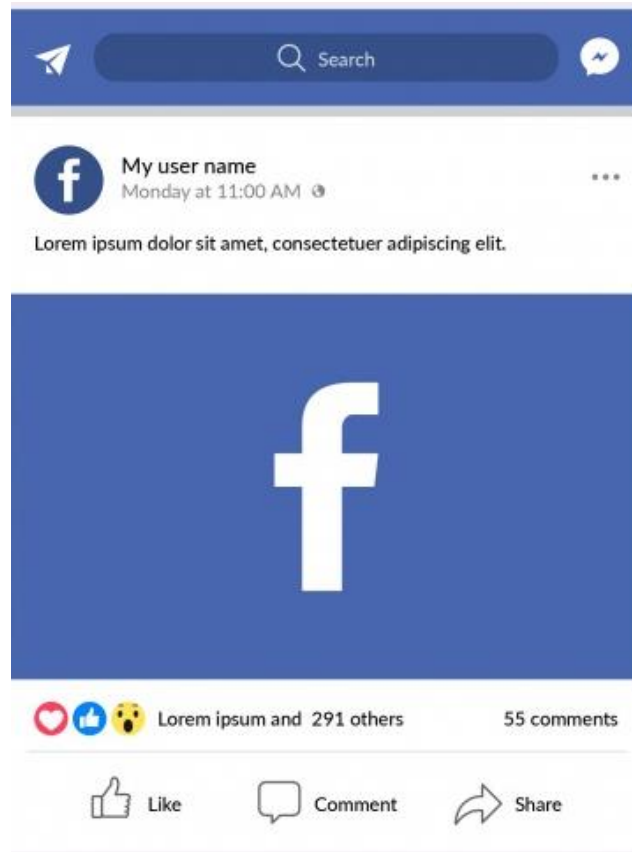 Search
My user name
Monday at 11:00 AM
Lorem ipsum dolor sit amet, consectetuer adipiscing elit.
f
Lorem ipsum and 291 others
55 comments
Like
Comment
Share